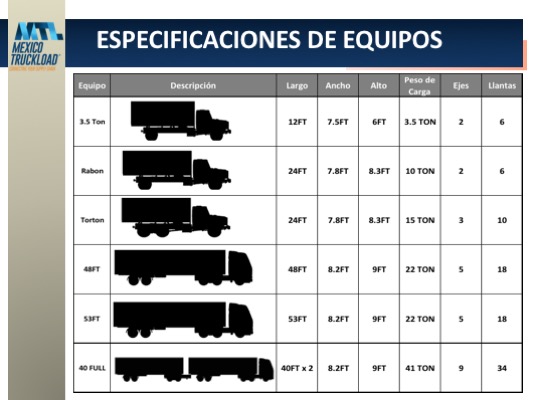 MTL
MEXICO
TRUCKLOAD
ESPECIFICACIONES DE EQUIPOS
Equipo Descripción Largo Ancho Alto Peso de Carga Ejes Llantas
3.5 Ton 12FT 7.5FT 6FT 3.5 TON 2 6
Rabon 24FT 7.8FT 8.3FT 10 TON 2 6
Torton 24FT 7.8FT 8.3FT 15 TON 3 10
48FT 48FT 8.2FT 9FT 22 TON 5 18
53FT 53FT 8.2FT 9FT 22 TON 5 18
40 FULL 40FT x 2 8.2FT 9FT 41 TON 9 34